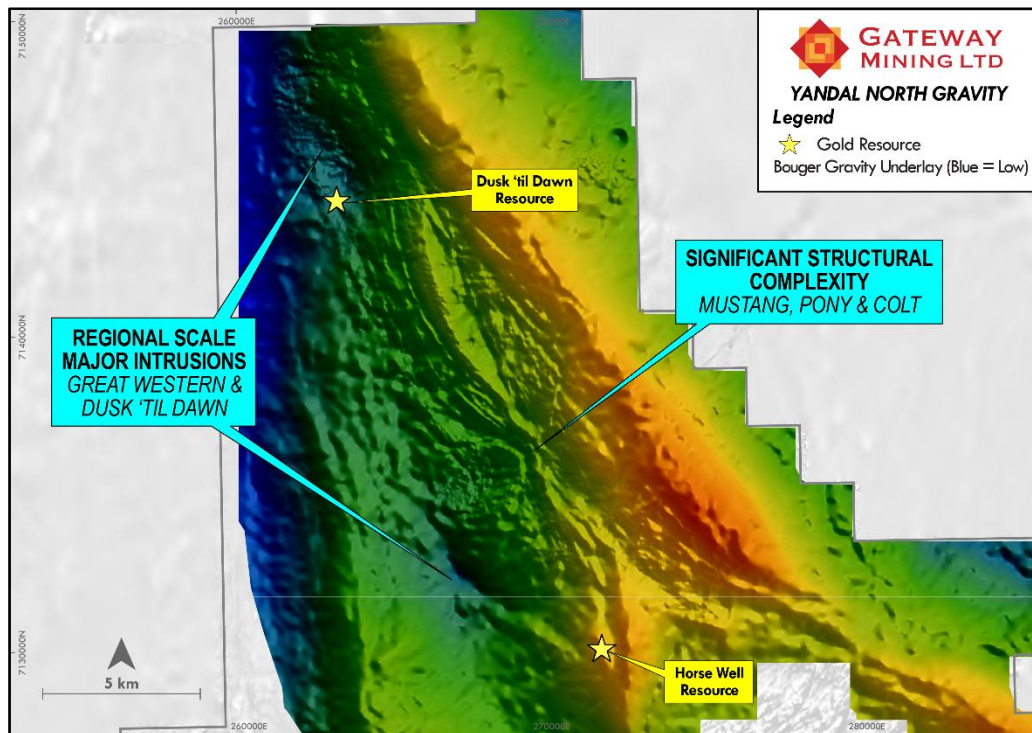 260000E
270000E
7150000N
GATEWAY
MINING LTD
YANDAL NORTH GRAVITY
Legend
Gold Resource
Bouger Gravity Underlay (Blue = Low)
Dusk ‘til Dawn
Resource
SIGNIFICANT STRUCTURAL
COMPLEXITY
MUSTANG, PONY & COLT
7140000N
REGIONAL SCALE
MAJOR INTRUSIONS
GREAT WESTERN &
DUSK ‘TIL DAWN
7130000N
5 km
Horse Well
Resource
260000E
270000E
280000E